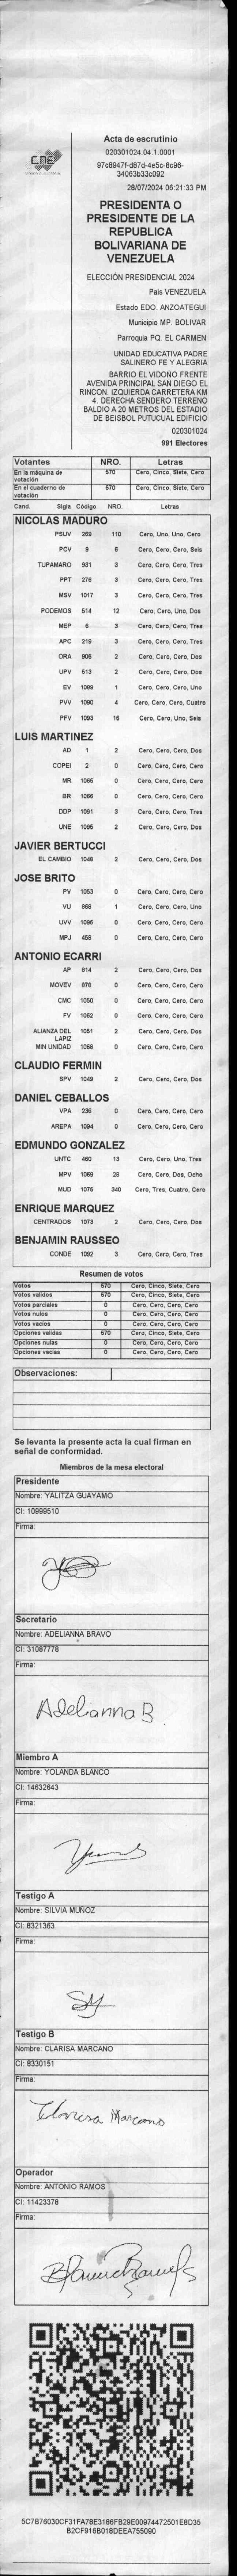 Acta de escrutinio
020301024.04.1.0001
97c8947f-d87d-4e5c-8c96-
34063b33c092
28/07/2024 06:21:33 PM
PRESIDENTA O
PRESIDENTE DE LA
REPUBLICA
BOLIVARIANA DE
VENEZUELA
CNE
ELECCIÓN PRESIDENCIAL 2024
País VENEZUELA
Estado EDO. ANZOATEGUI
Municipio MP. BOLIVAR
Parroquia PQ. EL CARMEN
UNIDAD EDUCATIVA PADRE
SALINERO FE Y ALEGRIA
BARRIO EL VIDONO FRENTE
AVENIDA PRINCIPAL SAN DIEGO EL
RINCON. IZQUIERDA CARRETERA KM
4. DERECHA SENDERO TERRENO
BALDIO A 20 METROS DEL ESTADIO
DE BEISBOL PUTUCUAL EDIFICIO
020301024
991 Electores
Votantes NRO. Letras
En la máquina de votación 570 Cero, Cinco, Siete, Cero
En el cuaderno de votación 570 Cero, Cinco, Siete, Cero
Cand. Sigla Código NRO. Letras
NICOLAS MADURO
PSUV 269 110 Cero, Uno, Uno, Cero
PCV 9 6 Cero, Cero, Cero, Seis
TUPAMARO 931 3 Cero, Cero, Cero, Tres
PPT 276 3 Cero, Cero, Cero, Tres
MSV 1017 3 Cero, Cero, Cero, Tres
PODEMOS 514 12 Cero, Cero, Uno, Dos
MEP 6 3 Cero, Cero, Cero, Tres
APC 219 3 Cero, Cero, Cero, Tres
ORA 906 2 Cero, Cero, Cero, Dos
UPV 513 2 Cero, Cero, Cero, Dos
EV 1089 1 Cero, Cero, Cero, Uno
PVV 1090 4 Cero, Cero, Cero, Cuatro
PFV 1093 16 Cero, Cero, Uno, Seis
LUIS MARTINEZ
AD 1 2 Cero, Cero, Cero, Dos
COPEI 2 0 Cero, Cero, Cero, Cero
MR 1065 0 Cero, Cero, Cero, Cero
BR 1066 0 Cero, Cero, Cero, Cero
DDP 1091 3 Cero, Cero, Cero, Tres
UNE 1095 2 Cero, Cero, Cero, Dos
JAVIER BERTUCCI
EL CAMBIO 1048 2 Cero, Cero, Cero, Dos
JOSE BRITO
PV 1053 0 Cero, Cero, Cero, Cero
VU 868 1 Cero, Cero, Cero, Uno
UVV 1096 0 Cero, Cero, Cero, Cero
MPJ 458 0 Cero, Cero, Cero, Cero
ANTONIO ECARRI
AP 814 2 Cero, Cero, Cero, Dos
MOVEV 878 0 Cero, Cero, Cero, Cero
CMC 1050 0 Cero, Cero, Cero, Cero
FV 1062 0 Cero, Cero, Cero, Cero
ALIANZA DEL LAPIZ 1051 2 Cero, Cero, Cero, Dos
MIN UNIDAD 1068 0 Cero, Cero, Cero, Cero
CLAUDIO FERMIN
SPV 1049 2 Cero, Cero, Cero, Dos
DANIEL CEBALLOS
VPA 236 0 Cero, Cero, Cero, Cero
AREPA 1094 0 Cero, Cero, Cero, Cero
EDMUNDO GONZALEZ
UNTC 460 13 Cero, Cero, Uno, Tres
MPV 1069 28 Cero, Cero, Dos, Ocho
MUD 1075 340 Cero, Tres, Cuatro, Cero
ENRIQUE MARQUEZ
CENTRADOS 1073 2 Cero, Cero, Cero, Dos
BENJAMIN RAUSSEO
CONDE 1092 3 Cero, Cero, Cero, Tres
Resumen de votos
Votos 570 Cero, Cinco, Siete, Cero
Votos validos 570 Cero, Cinco, Siete, Cero
Votos parciales 0 Cero, Cero, Cero, Cero
Votos nulos 0 Cero, Cero, Cero, Cero
Votos vacios 0 Cero, Cero, Cero, Cero
Opciones validas 570 Cero, Cinco, Siete, Cero
Opciones nulas 0 Cero, Cero, Cero, Cero
Opciones vacias 0 Cero, Cero, Cero, Cero
Observaciones:
Se levanta la presente acta la cual firman en
señal de conformidad.
Miembros de la mesa electoral
Presidente
Nombre: YALITZA GUAYAMO
CI: 10999510
Firma:
Secretario
Nombre: ADELIANNA BRAVO
CI: 31087778
Firma:
Adelianna B
Miembro A
Nombre: YOLANDA BLANCO
CI: 14632643
Firma:
Testigo A
Nombre: SILVIA MUÑOZ
CI: 8321363
Firma:
Testigo B
Nombre: CLARISA MARCANO
CI: 8330151
Firma:
Clarisa Marcano
Operador
Nombre: ANTONIO RAMOS
CI: 11423378
Firma:
5C7B76030CF31FA78E3186FB29E00974472501E8D35
B2CF916B018DEEA755090